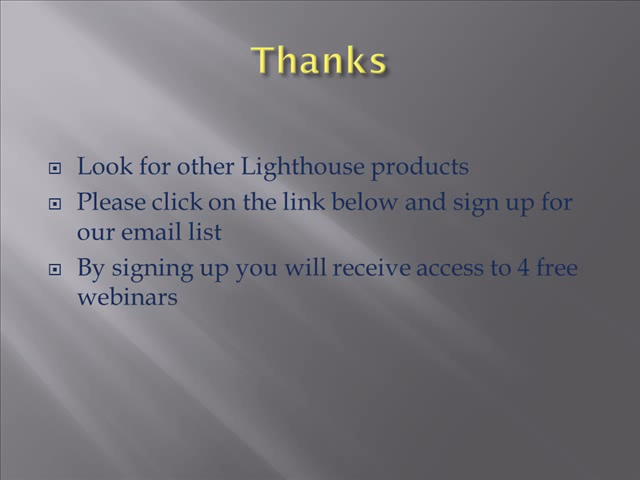 Thanks
Look for other Lighthouse products
Please click on the link below and sign up for
our email list
By signing up you will receive access to 4 free
webinars